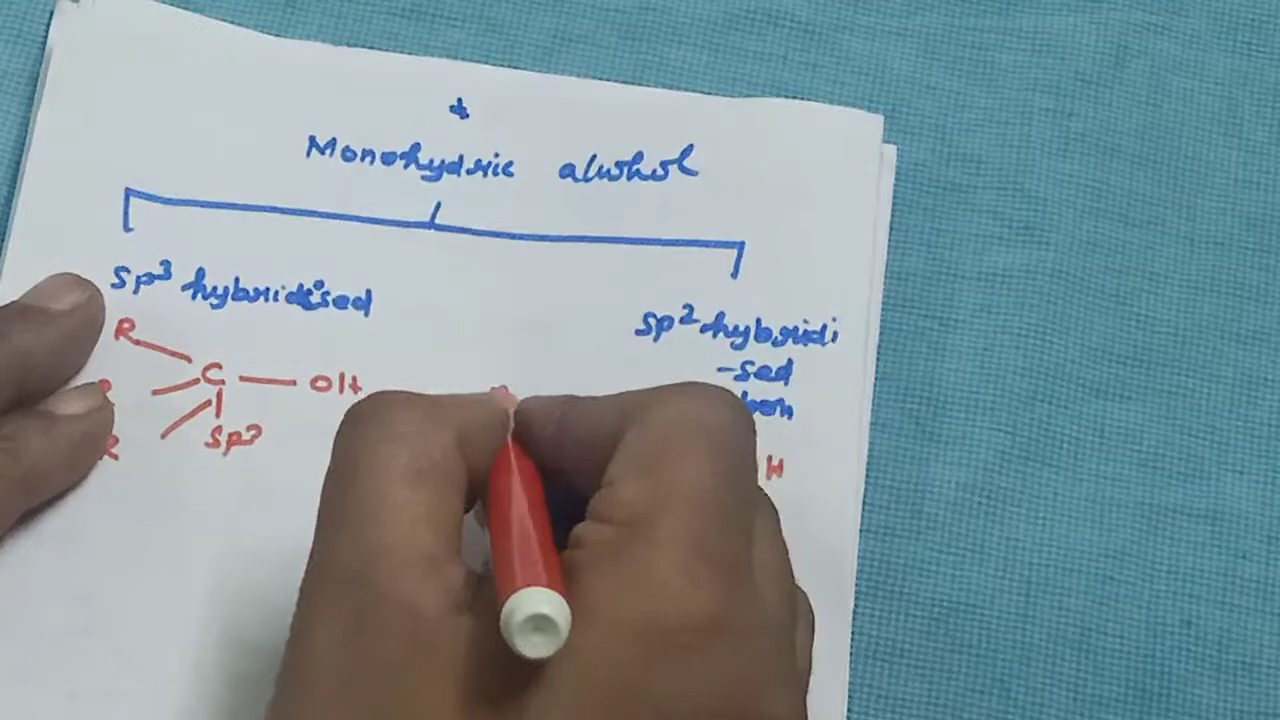 Monohydric alcohol
Sp³ hybridised
Sp² hybridi
-sed
R
C — OH
R
Sp³
H